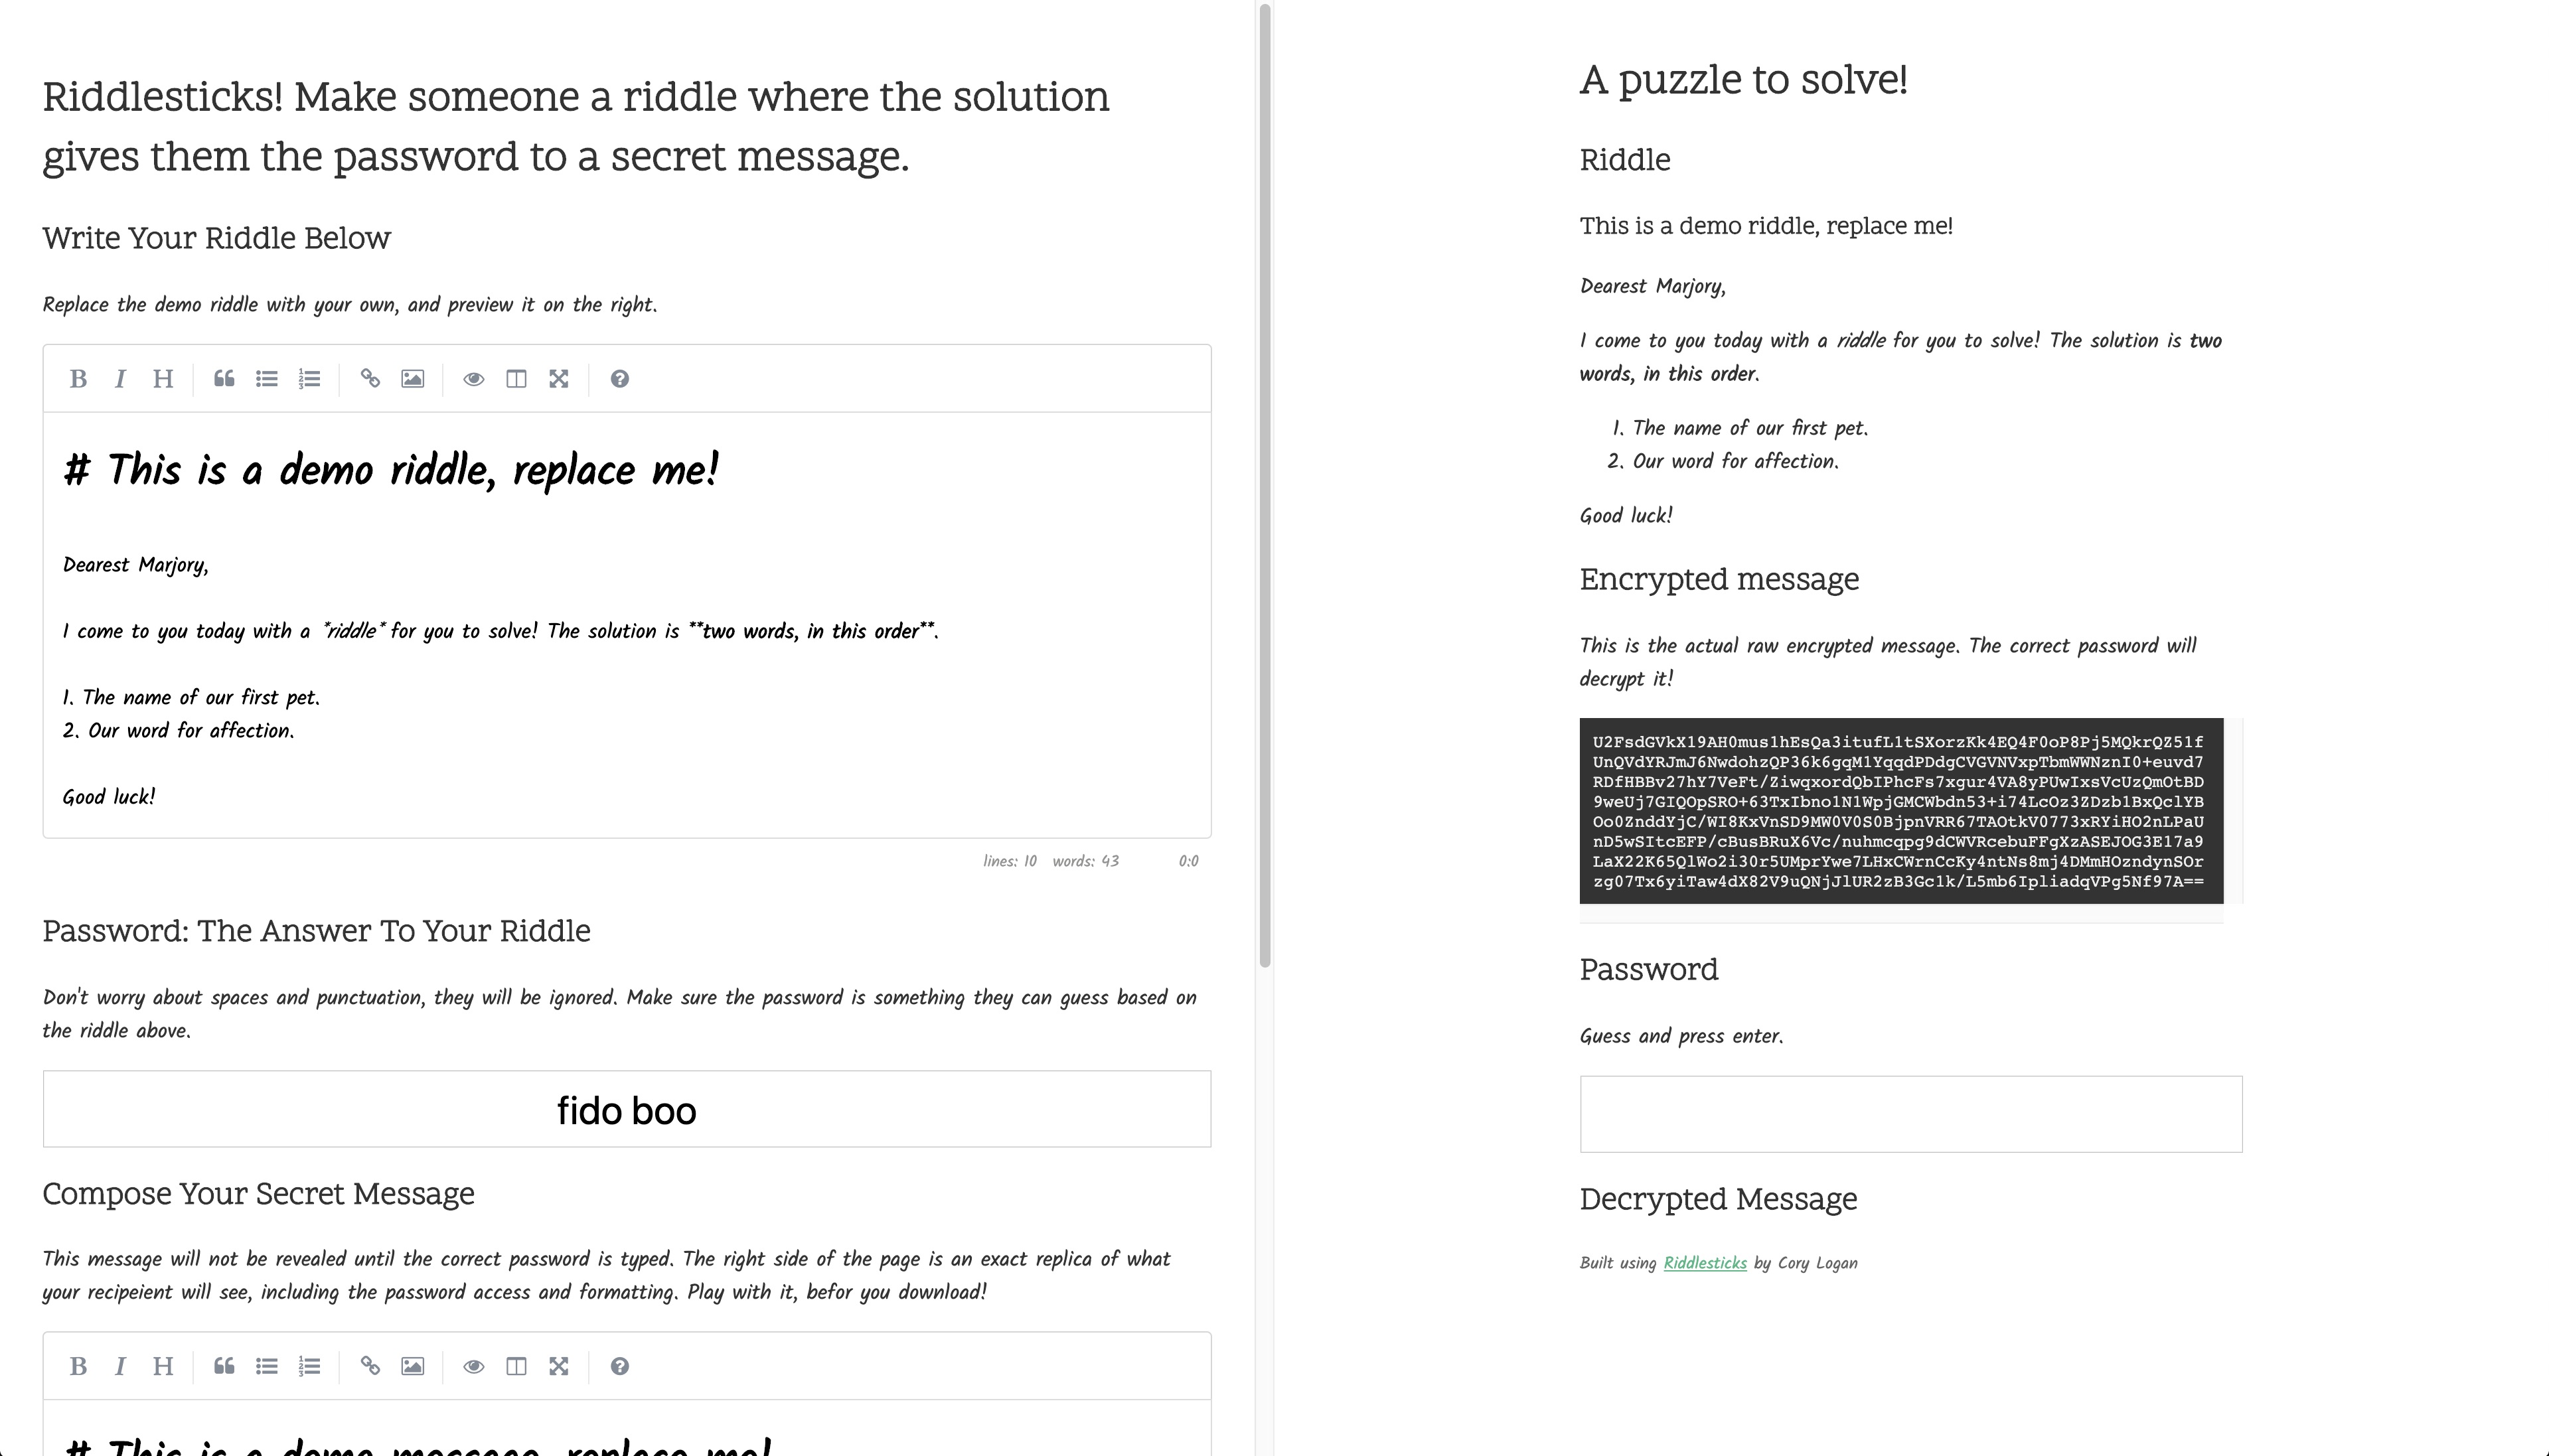 Riddlesticks! Make someone a riddle where the solution
gives them the password to a secret message.
Write Your Riddle Below
Replace the demo riddle with your own, and preview it on the right.
B I H
# This is a demo riddle, replace me!
Dearest Marjory,
I come to you today with a *riddle* for you to solve! The solution is **two words, in this order**.
1. The name of our first pet.
2. Our word for affection.
Good luck!
lines: 10 words: 43 0:0
Password: The Answer To Your Riddle
Don't worry about spaces and punctuation, they will be ignored. Make sure the password is something they can guess based on
the riddle above.
fido boo
Compose Your Secret Message
This message will not be revealed until the correct password is typed. The right side of the page is an exact replica of what
your recipeient will see, including the password access and formatting. Play with it, befor you download!
B I H
# This is a demo message, replace me!
A puzzle to solve!
Riddle
This is a demo riddle, replace me!
Dearest Marjory,
I come to you today with a riddle for you to solve! The solution is two
words, in this order.
1. The name of our first pet.
2. Our word for affection.
Good luck!
Encrypted message
This is the actual raw encrypted message. The correct password will
decrypt it!
U2FsdGVkX19AH0mus1hEsQa3itufL1tSXorzKk4EQ4F0oP8Pj5MQkrQZ51f
UnQVdYRJmJ6NwdohzQP36k6gqM1YqqdPDdgCVGVNVxpTbmWWNznI0+euvd7
RDfHBBv27hY7VeFt/ZiwqxordQbIPhcFs7xgur4VA8yPUwIxsVcUzQmOtBD
9weUj7GIQOpSRO+63TxIbno1N1WpjGMCWbdn53+i74LcOz3ZDzb1BxQclYB
Oo0ZnddYjC/WI8KxVnSD9MW0V0S0BjpnVRR67TAOtkV0773xRYiHO2nLPaU
nD5wSItcEFP/cBusBRuX6Vc/nuhmcqpg9dCWVRcebuFFgXzASEJOG3E17a9
LaX22K65QlWo2i30r5UMprYwe7LHxCWrnCcKy4ntNs8mj4DMmHOzndynSOr
zg07Tx6yiTaw4dX82V9uQNjJlUR2zB3Gc1k/L5mb6IpliadqVPg5Nf97A==
Password
Guess and press enter.
Decrypted Message
Built using Riddlesticks by Cory Logan